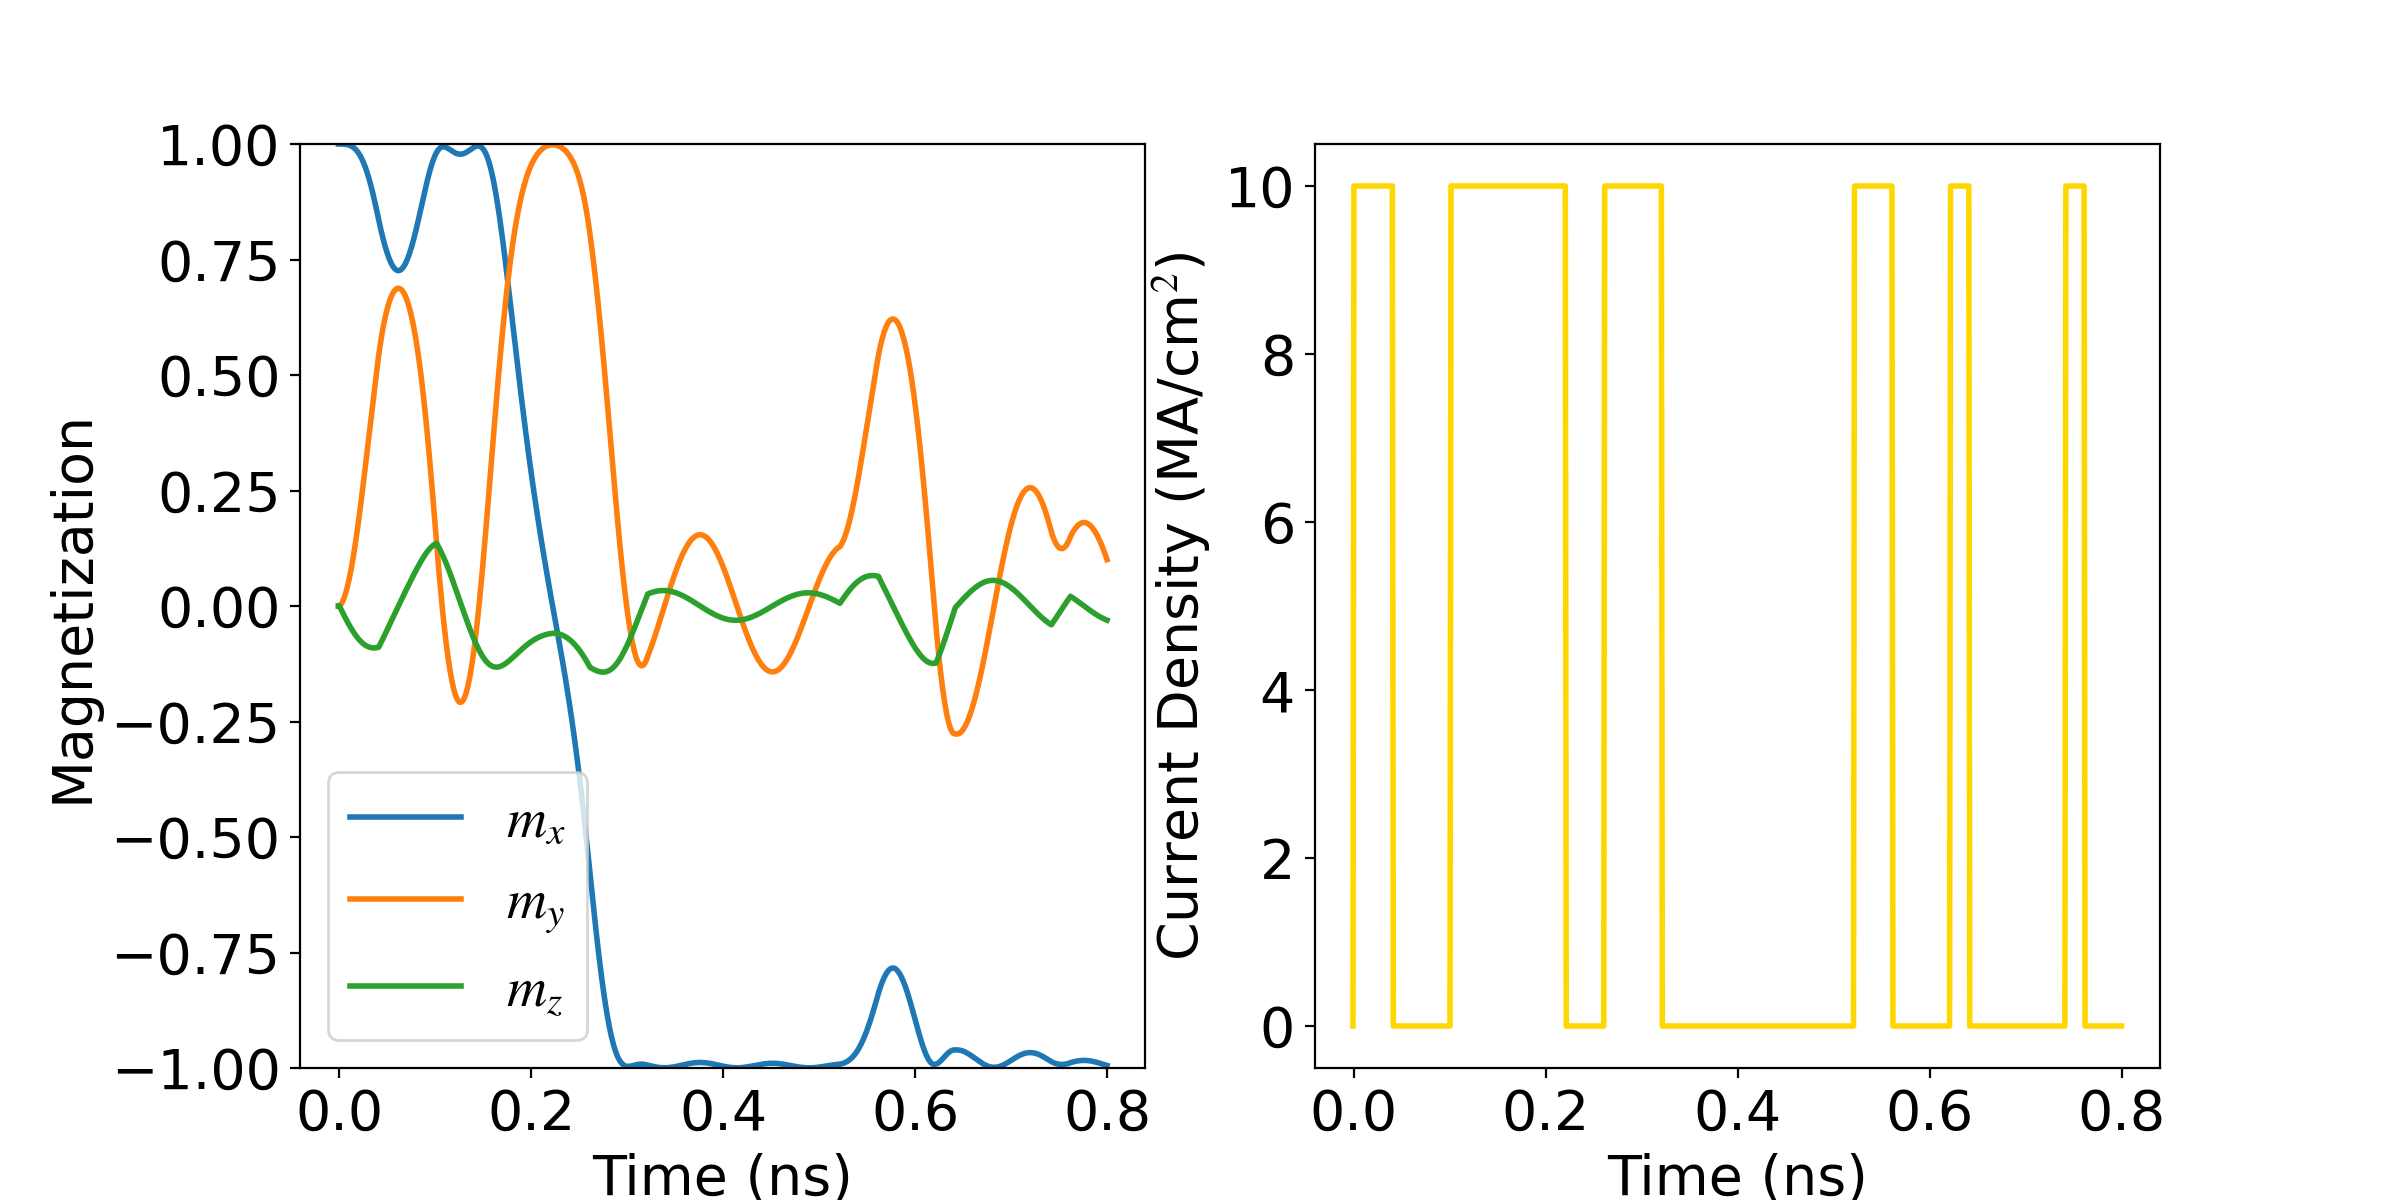 Magnetization
1.00
0.75
0.50
0.25
0.00
−0.25
−0.50
−0.75
−1.00
m_x
m_y
m_z
0.0 0.2 0.4 0.6 0.8
Time (ns)
Current Density (MA/cm²)
10
8
6
4
2
0
0.0 0.2 0.4 0.6 0.8
Time (ns)